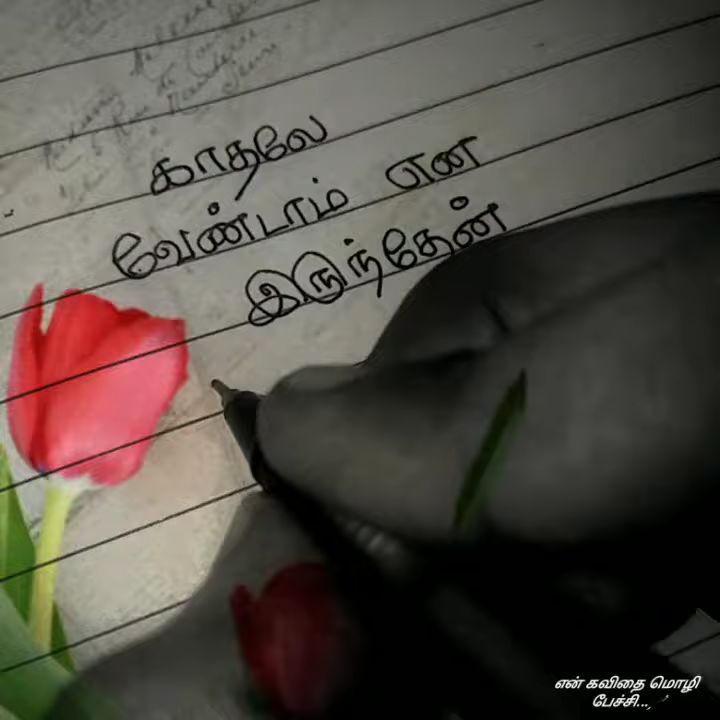 காதலே
வேண்டாம் என
இருந்தேன்
என் கவிதை மொழி
பேச்சி...